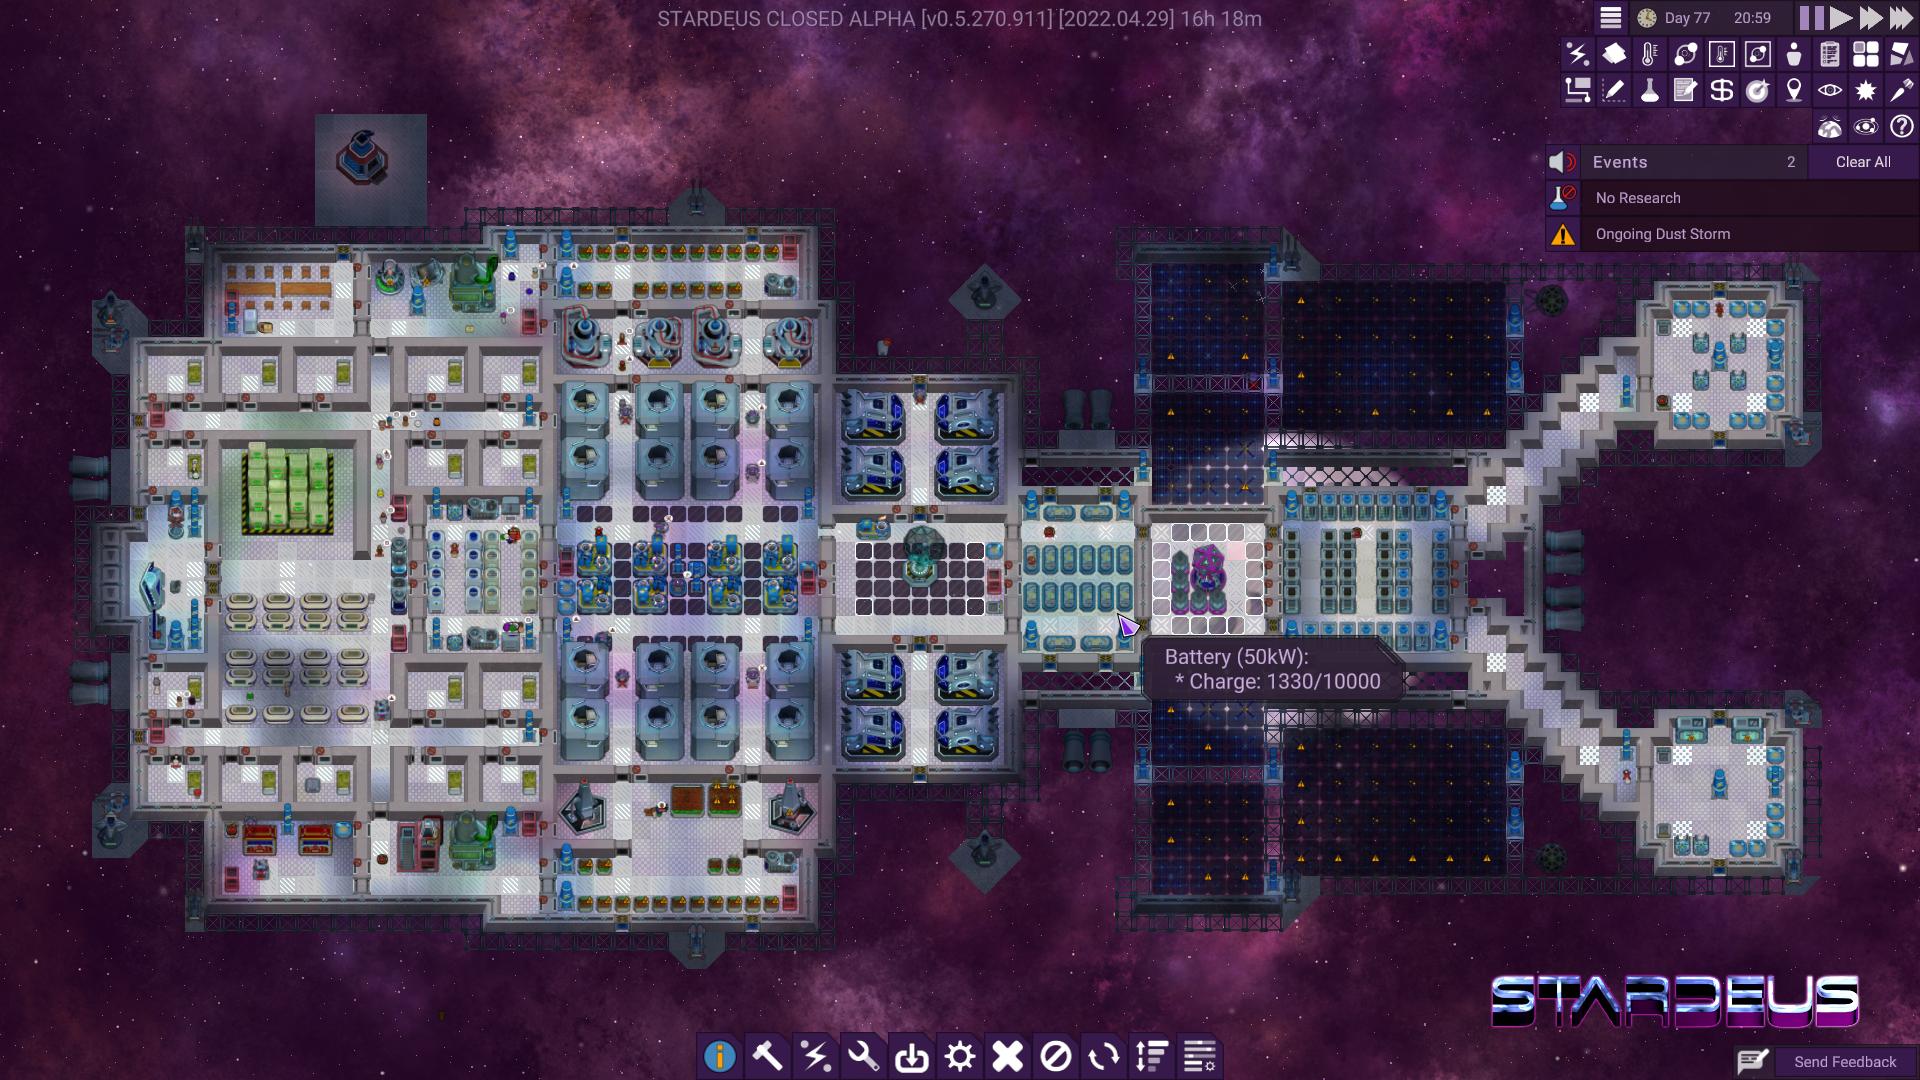 STARDEUS CLOSED ALPHA [v0.5.270.911] [2022.04.29] 16h 18m
Day 77 20:59
Events 2 Clear All
No Research
Ongoing Dust Storm
Battery (50kW):
* Charge: 1330/10000
STARDEUS
Send Feedback